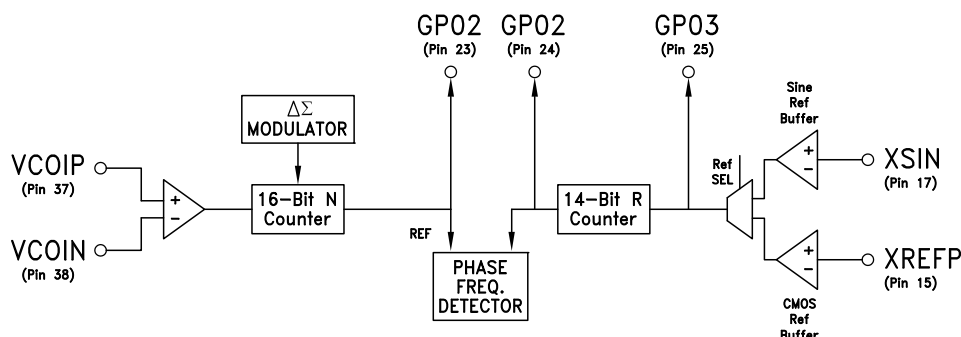 GPO2
(Pin 23)
GPO2
(Pin 24)
GPO3
(Pin 25)
ΔΣ
MODULATOR
Sine
Ref
Buffer
VCOIP
(Pin 37)
+
−
VCOIN
(Pin 38)
16-Bit N
Counter
REF
PHASE
FREQ.
DETECTOR
14-Bit R
Counter
Ref
SEL
+
−
XSIN
(Pin 17)
+
−
XREFP
(Pin 15)
CMOS
Ref
Buffer